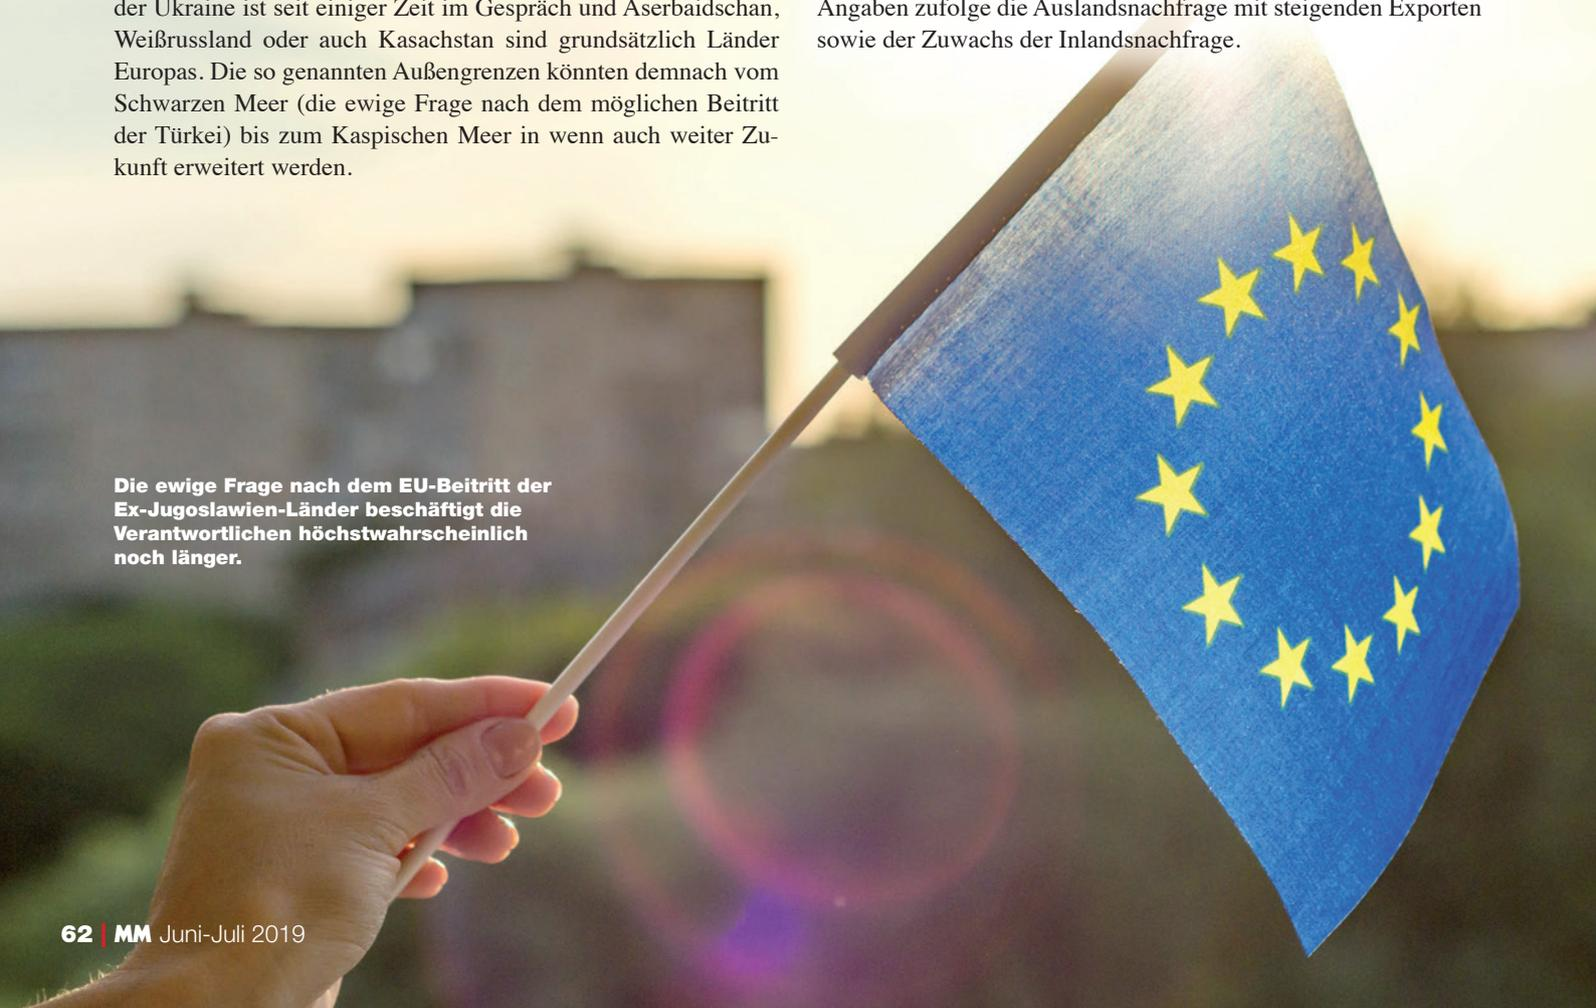 der Ukraine ist seit einiger Zeit im Gespräch und Aserbaidschan,
Weißrussland oder auch Kasachstan sind grundsätzlich Länder
Europas. Die so genannten Außengrenzen könnten demnach vom
Schwarzen Meer (die ewige Frage nach dem möglichen Beitritt
der Türkei) bis zum Kaspischen Meer in wenn auch weiter Zu-
kunft erweitert werden.
Angaben zufolge die Auslandsnachfrage mit steigenden Exporten
sowie der Zuwachs der Inlandsnachfrage.
Die ewige Frage nach dem EU-Beitritt der
Ex-Jugoslawien-Länder beschäftigt die
Verantwortlichen höchstwahrscheinlich
noch länger.
62 | MM Juni-Juli 2019